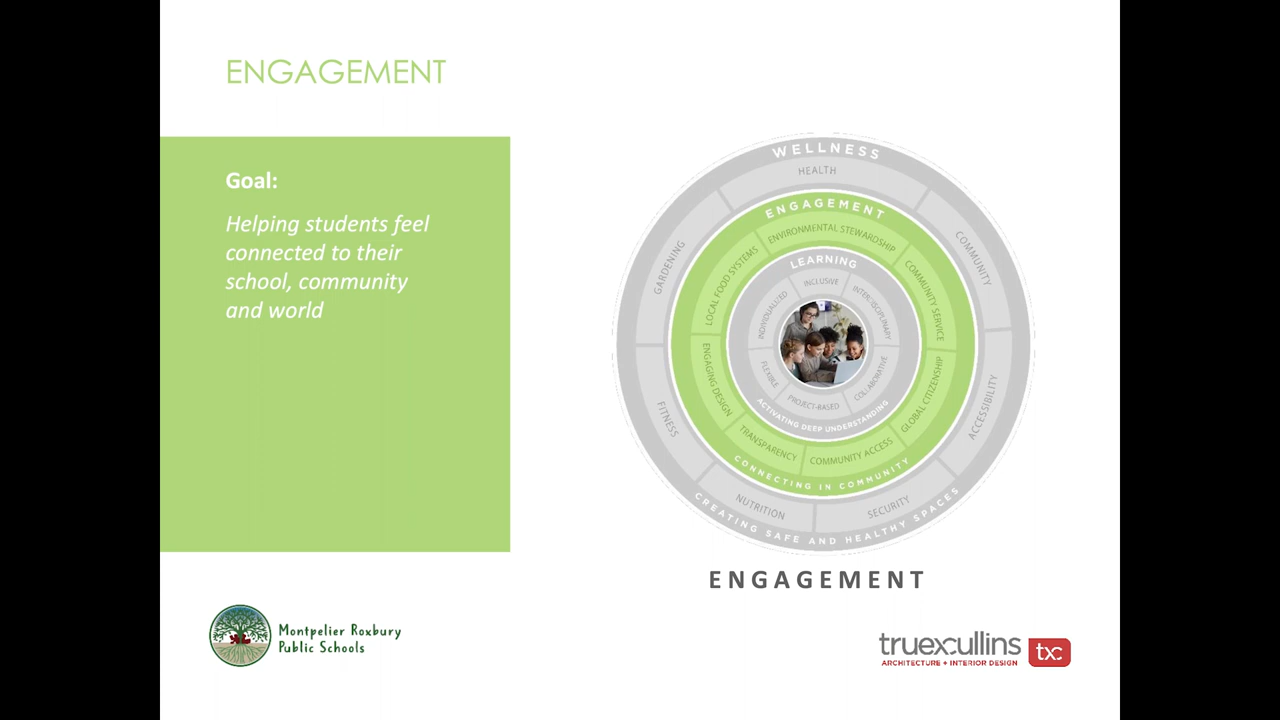 ENGAGEMENT
Goal:
Helping students feel
connected to their
school, community
and world
WELLNESS
HEALTH
COMMUNITY
ACCESSIBILITY
SECURITY
NUTRITION
FITNESS
GARDENING
CREATING SAFE AND HEALTHY SPACES
ENGAGEMENT
ENVIRONMENTAL STEWARDSHIP
COMMUNITY SERVICE
GLOBAL CITIZENSHIP
COMMUNITY ACCESS
TRANSPARENCY
ENGAGING DESIGN
LOCAL FOOD SYSTEMS
CONNECTING IN COMMUNITY
LEARNING
INCLUSIVE
INTERDISCIPLINARY
COLLABORATIVE
PROJECT-BASED
FLEXIBLE
INDIVIDUALIZED
ACTIVATING DEEP UNDERSTANDING
ENGAGEMENT
Montpelier Roxbury
Public Schools
truexcullins
ARCHITECTURE + INTERIOR DESIGN
txc